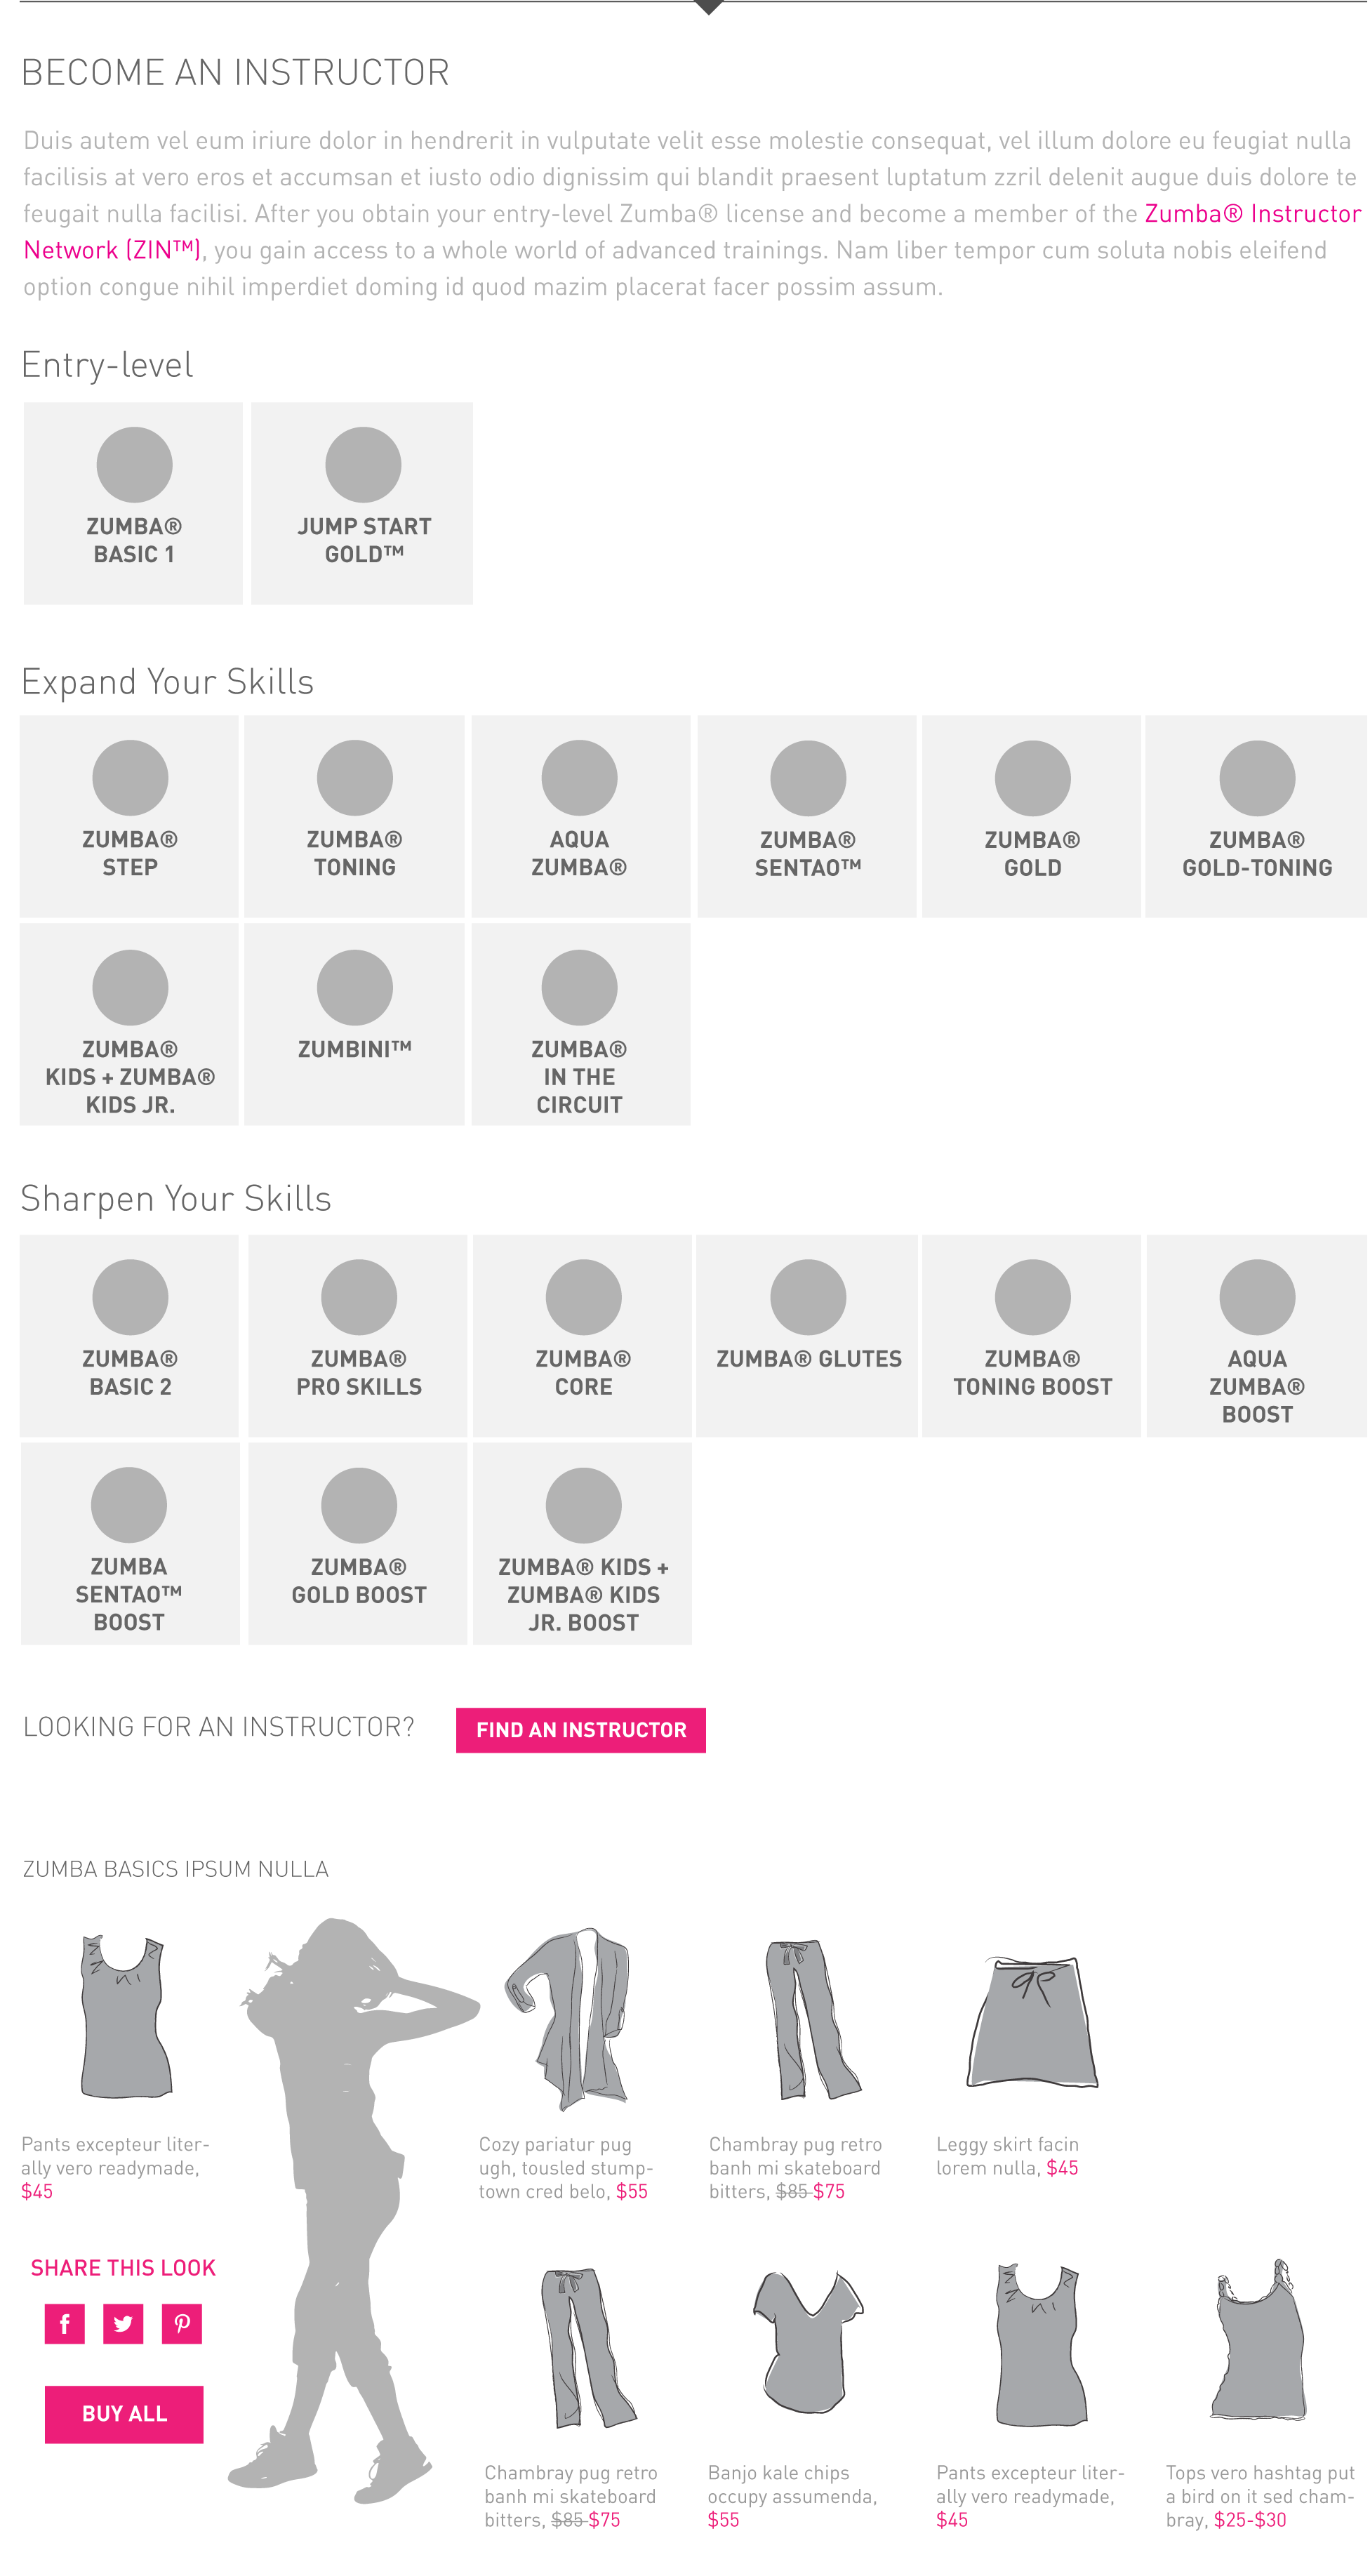 BECOME AN INSTRUCTOR
Duis autem vel eum iriure dolor in hendrerit in vulputate velit esse molestie consequat, vel illum dolore eu feugiat nulla
facilisis at vero eros et accumsan et iusto odio dignissim qui blandit praesent luptatum zzril delenit augue duis dolore te
feugait nulla facilisi. After you obtain your entry-level Zumba® license and become a member of the Zumba® Instructor
Network (ZIN™), you gain access to a whole world of advanced trainings. Nam liber tempor cum soluta nobis eleifend
option congue nihil imperdiet doming id quod mazim placerat facer possim assum.
Entry-level
ZUMBA®
BASIC 1
JUMP START
GOLD™
Expand Your Skills
ZUMBA®
STEP
ZUMBA®
TONING
AQUA
ZUMBA®
ZUMBA®
SENTAO™
ZUMBA®
GOLD
ZUMBA®
GOLD-TONING
ZUMBA®
KIDS + ZUMBA®
KIDS JR.
ZUMBINI™
ZUMBA®
IN THE
CIRCUIT
Sharpen Your Skills
ZUMBA®
BASIC 2
ZUMBA®
PRO SKILLS
ZUMBA®
CORE
ZUMBA® GLUTES
ZUMBA®
TONING BOOST
AQUA
ZUMBA®
BOOST
ZUMBA
SENTAO™
BOOST
ZUMBA®
GOLD BOOST
ZUMBA® KIDS +
ZUMBA® KIDS
JR. BOOST
LOOKING FOR AN INSTRUCTOR?
FIND AN INSTRUCTOR
ZUMBA BASICS IPSUM NULLA
Pants excepteur liter-
ally vero readymade,
$45
Cozy pariatur pug
ugh, tousled stump-
town cred belo, $55
Chambray pug retro
banh mi skateboard
bitters, $85 $75
Leggy skirt facin
lorem nulla, $45
SHARE THIS LOOK
BUY ALL
Chambray pug retro
banh mi skateboard
bitters, $85 $75
Banjo kale chips
occupy assumenda,
$55
Pants excepteur liter-
ally vero readymade,
$45
Tops vero hashtag put
a bird on it sed cham-
bray, $25-$30